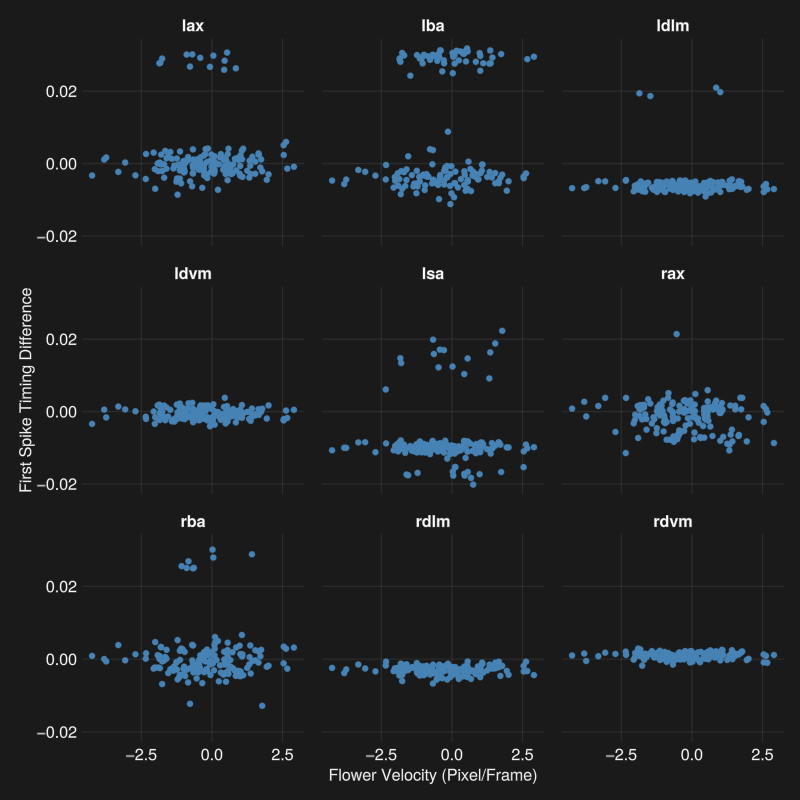 lax lba ldlm
0.02
0.00
−0.02
ldvm lsa rax
0.02
0.00
−0.02
First Spike Timing Difference
rba rdlm rdvm
0.02
0.00
−0.02
−2.5 0.0 2.5 −2.5 0.0 2.5 −2.5 0.0 2.5
Flower Velocity (Pixel/Frame)